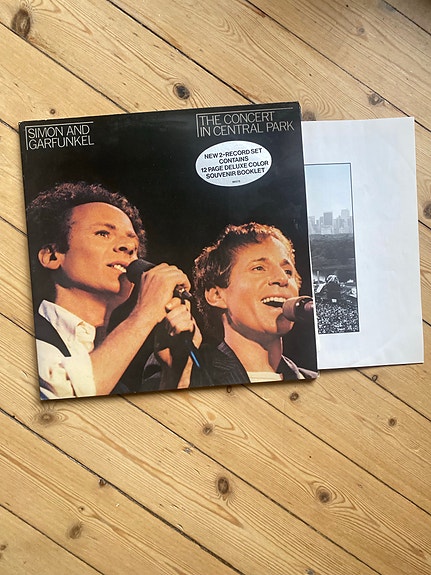 SIMON AND
GARFUNKEL
THE CONCERT
IN CENTRAL PARK
NEW 2-RECORD SET
CONTAINS
12 PAGE DELUXE COLOR
SOUVENIR BOOKLET